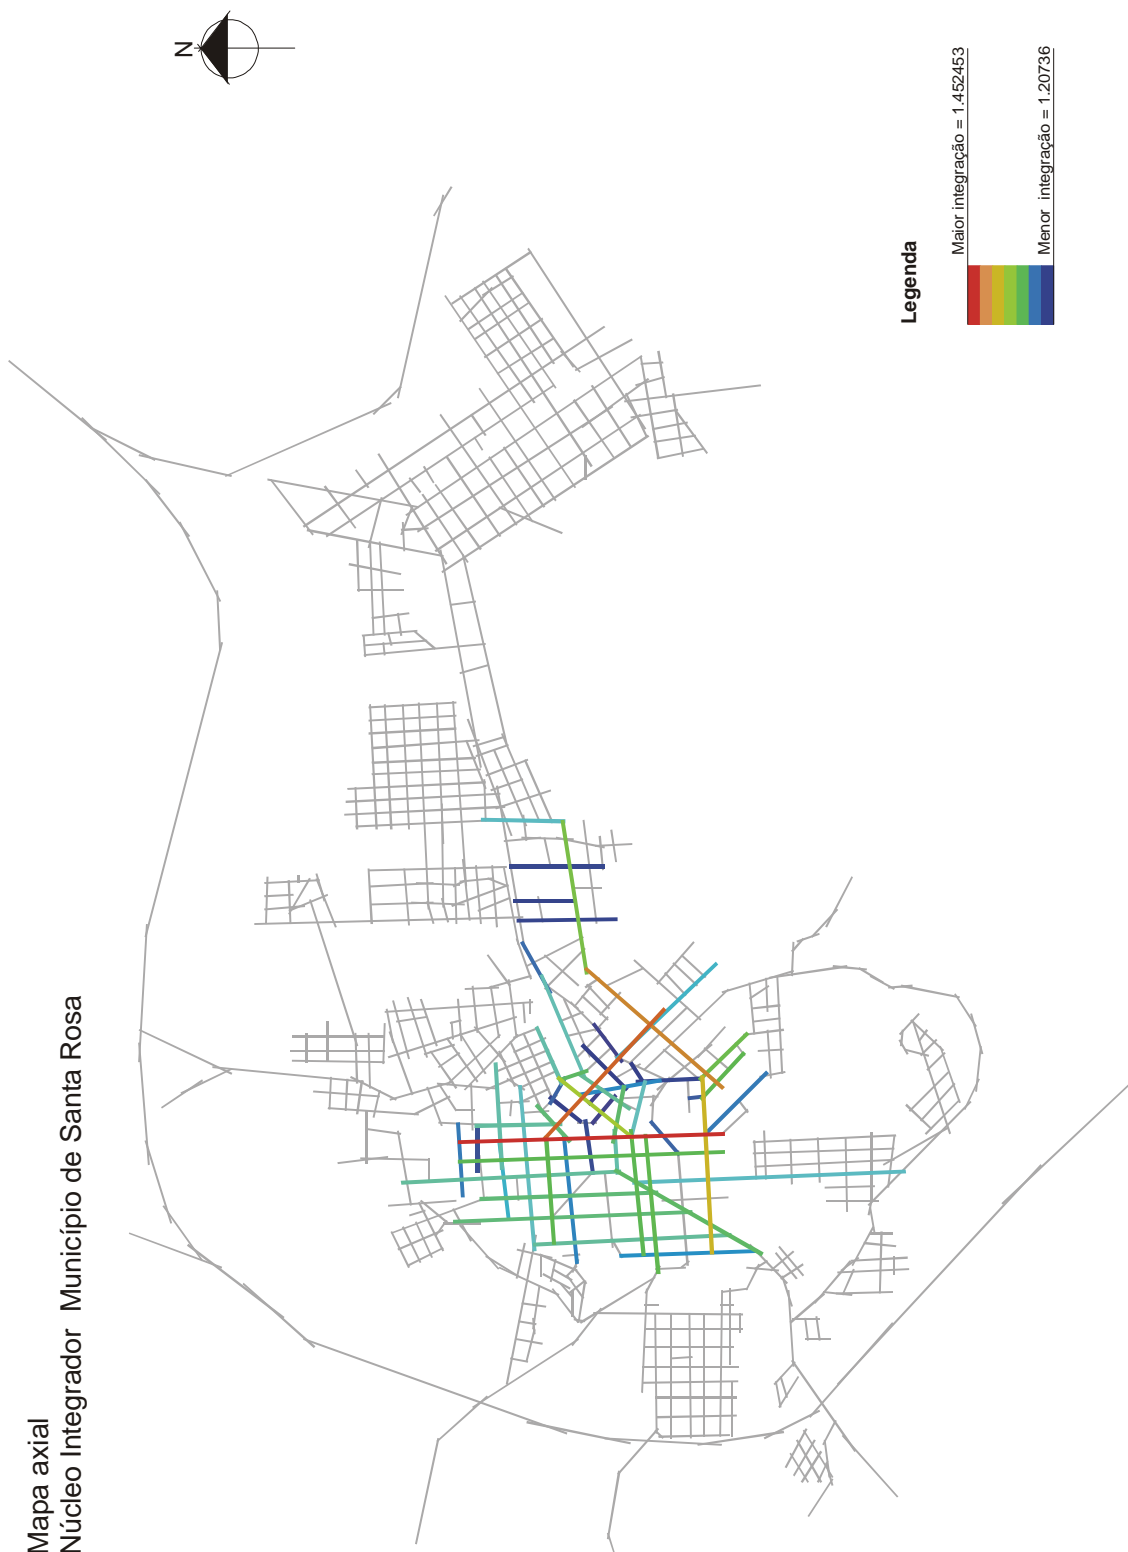 Mapa axial
Núcleo Integrador Município de Santa Rosa
N
Legenda
Maior integração = 1.452453
Menor integração = 1.20736